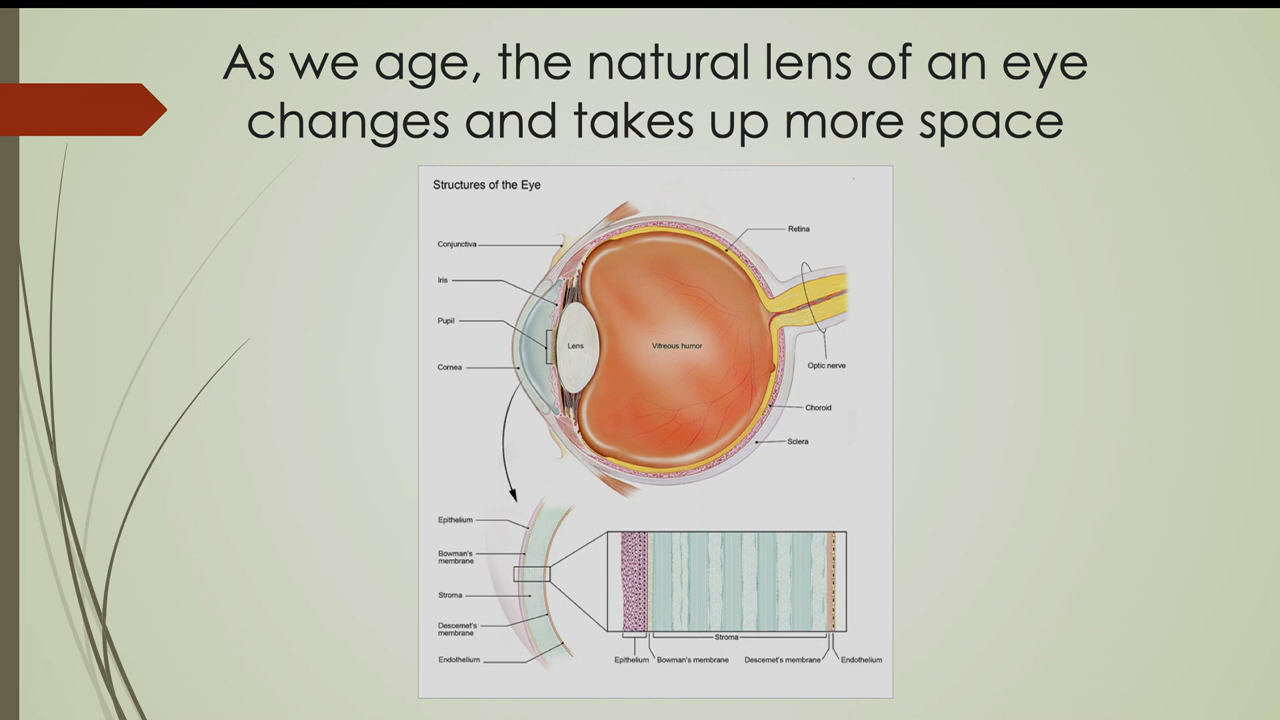 As we age, the natural lens of an eye
changes and takes up more space
Structures of the Eye
Conjunctiva
Iris
Pupil
Cornea
Lens
Vitreous humor
Retina
Optic nerve
Choroid
Sclera
Epithelium
Bowman's
membrane
Stroma
Descemet's
membrane
Endothelium
Stroma
Epithelium
Bowman's membrane
Descemet's membrane
Endothelium